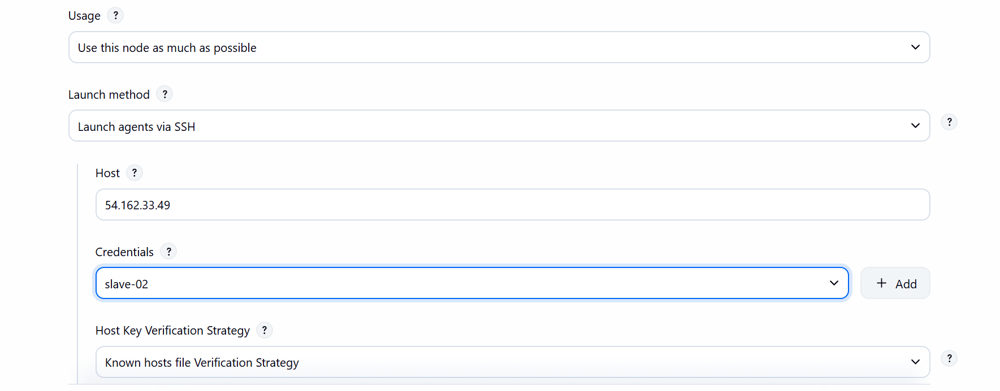 Usage ?
Use this node as much as possible
Launch method ?
Launch agents via SSH
?
Host ?
54.162.33.49
Credentials ?
slave-02
+ Add
Host Key Verification Strategy ?
Known hosts file Verification Strategy
?